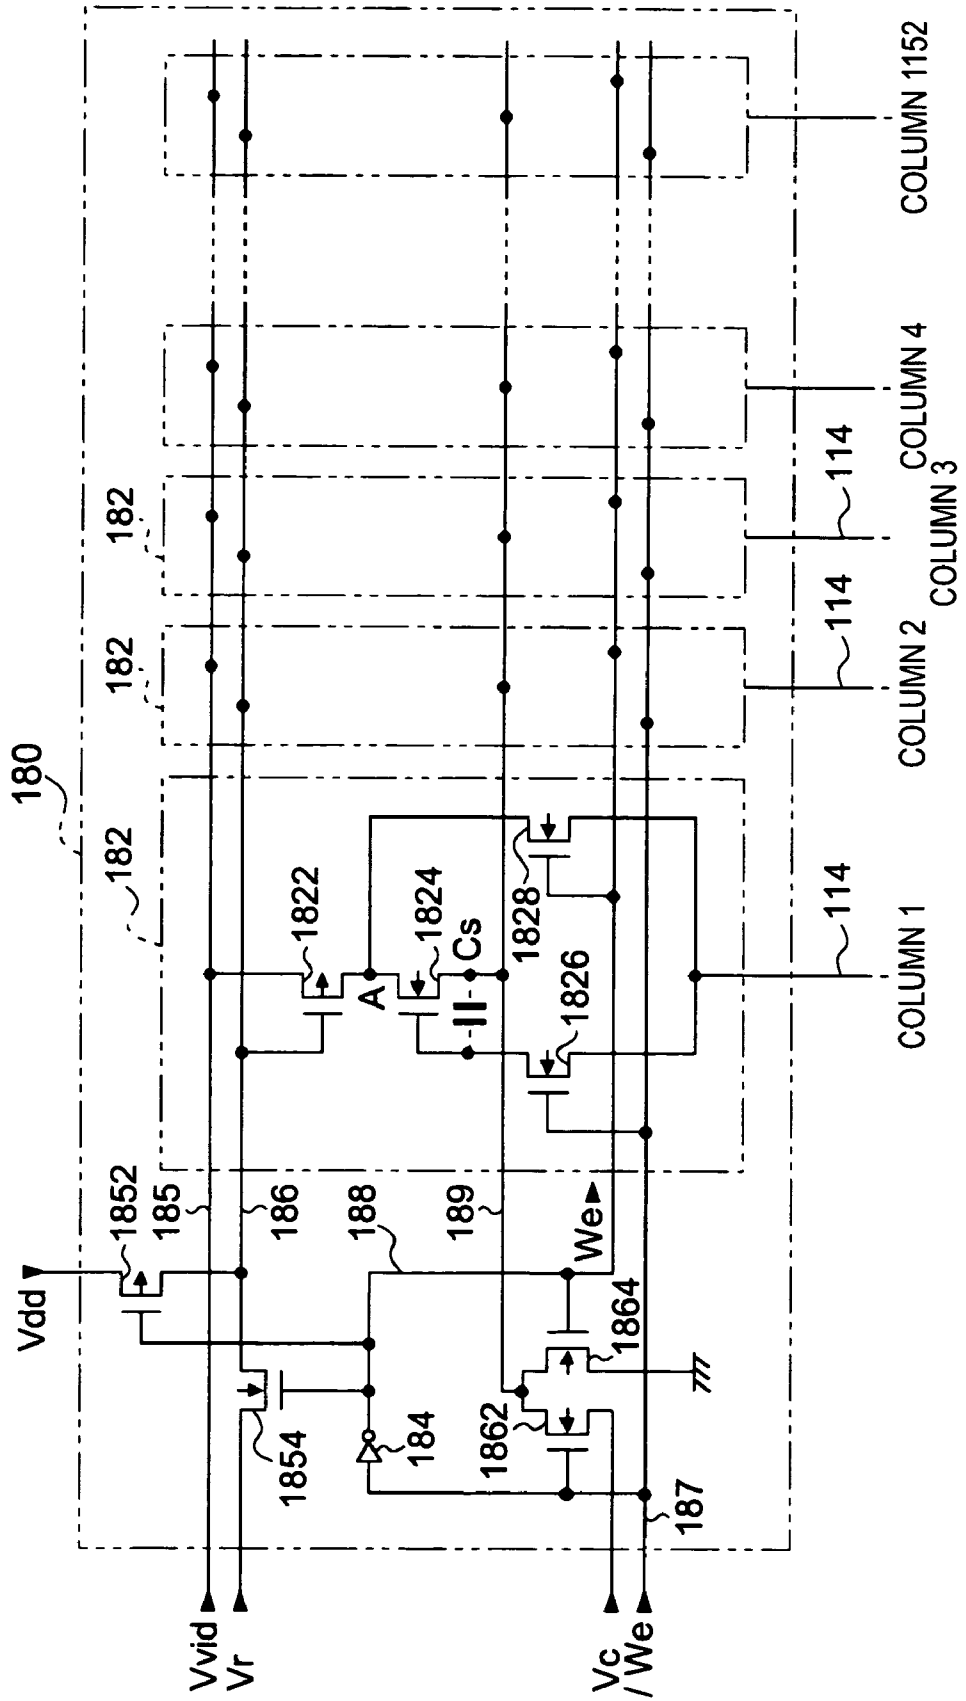 180
182
182
182
Vdd
1852
185
186
188
189
We
1822
A
1824
Cs
1828
1826
1854
184
1862
1864
187
Vvid
Vr
Vc
/ We
114
114
114
COLUMN 1
COLUMN 2
COLUMN 3
COLUMN 4
COLUMN 1152